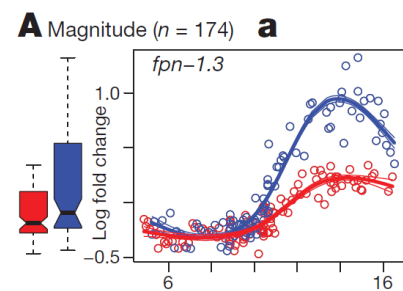 A Magnitude (n = 174) a
fpn–1.3
Log fold change
1.0
–0.5
6 16